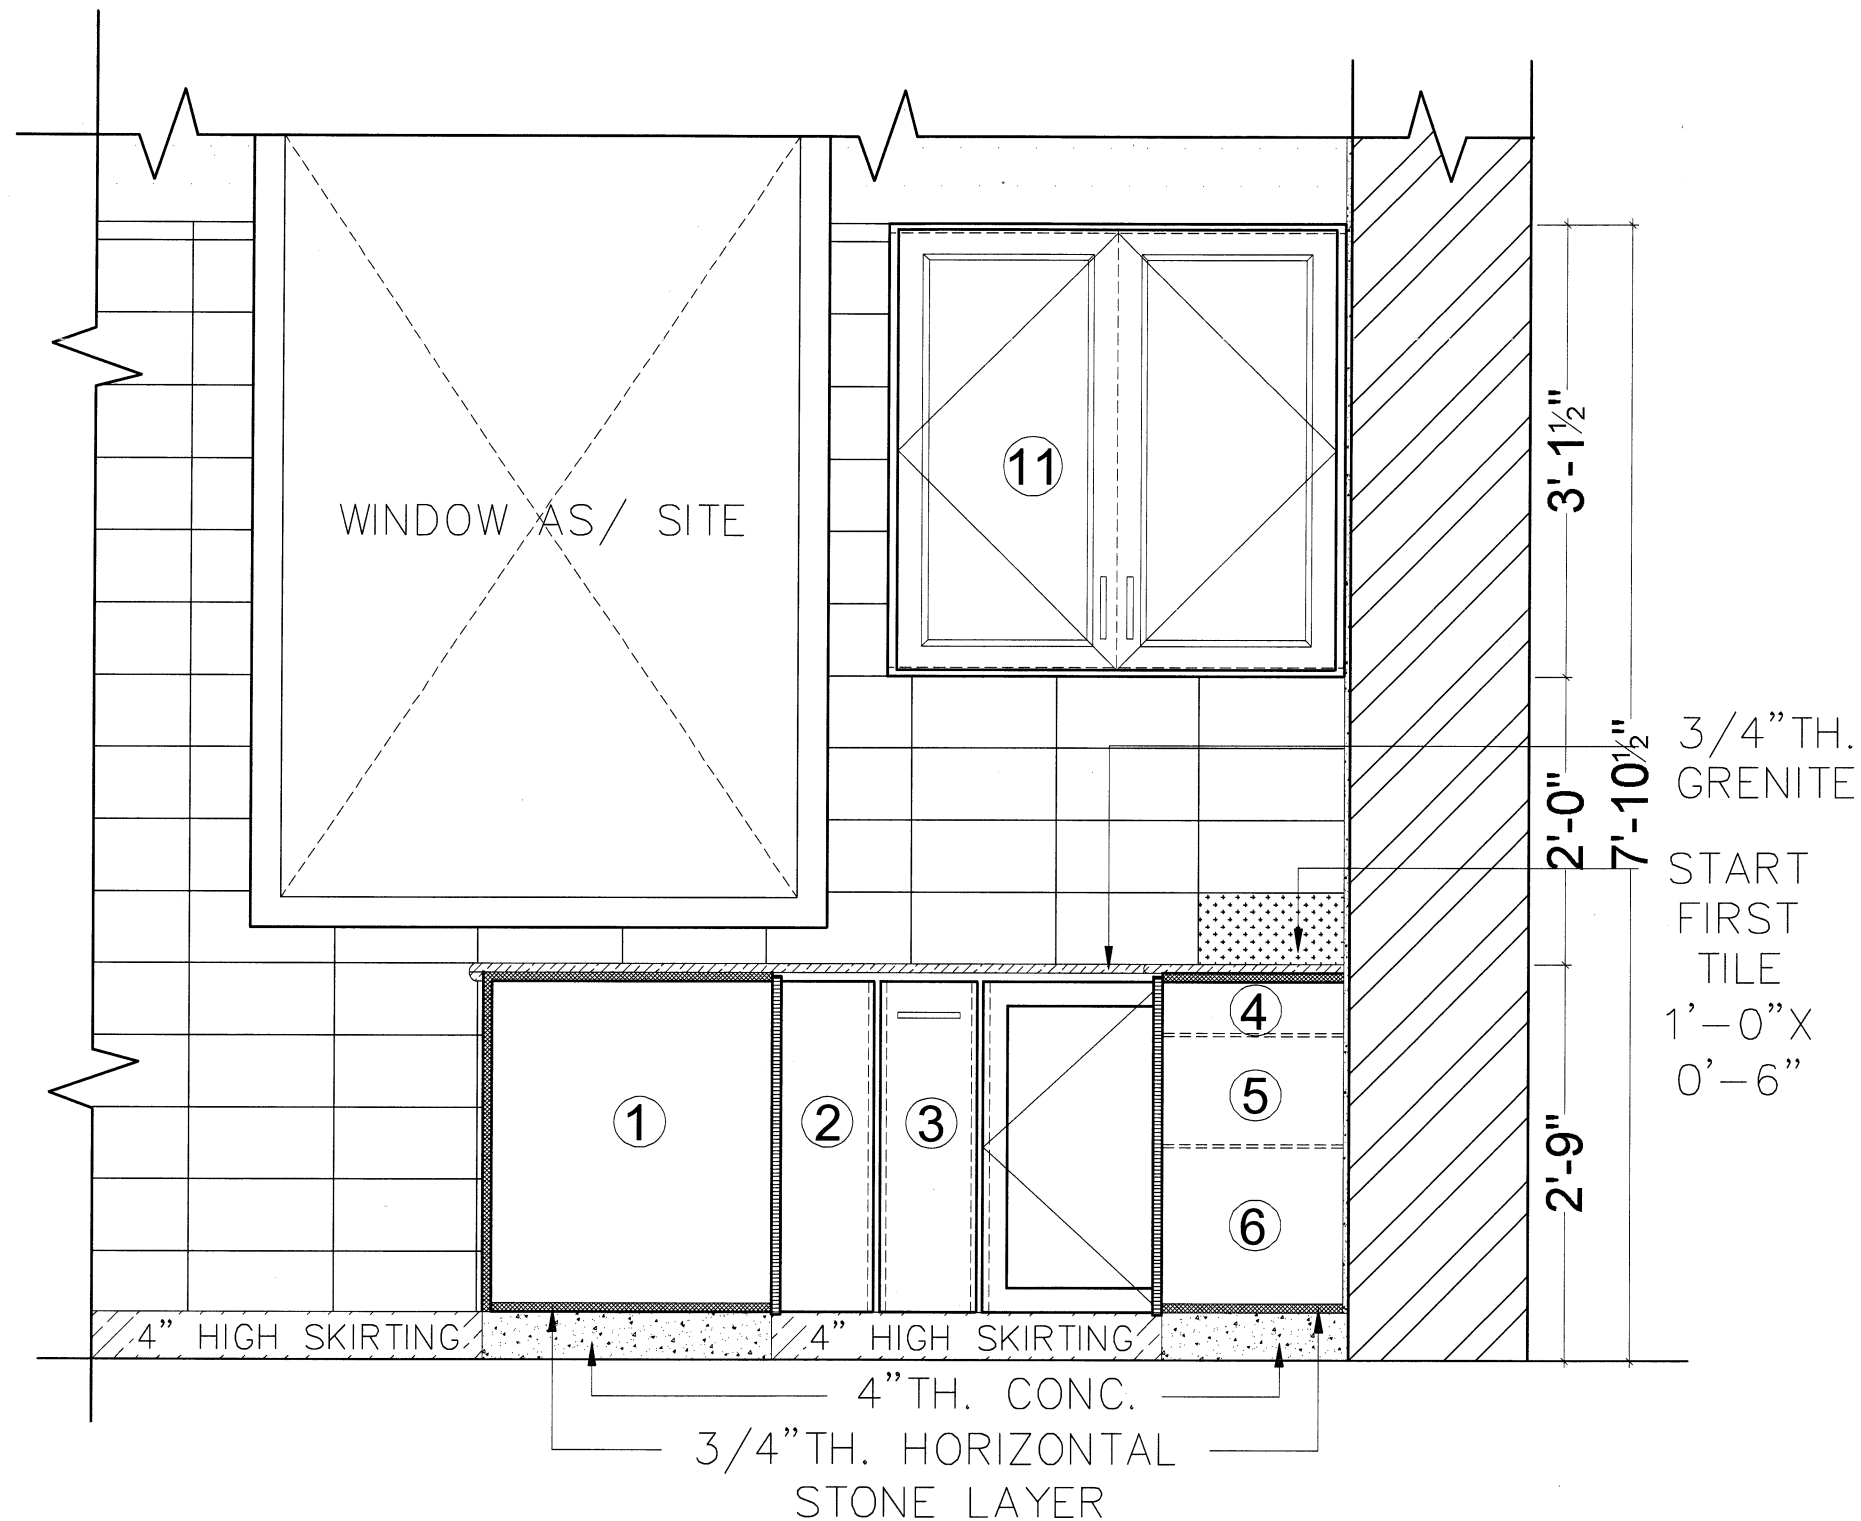 WINDOW AS/ SITE
11
3'-1½"
2'-0"
7'-10½"
2'-9"
3/4"TH.
GRENITE
START
FIRST
TILE
1'-0"X
0'-6"
1
2
3
4
5
6
4" HIGH SKIRTING
4" HIGH SKIRTING
4"TH. CONC.
3/4"TH. HORIZONTAL
STONE LAYER